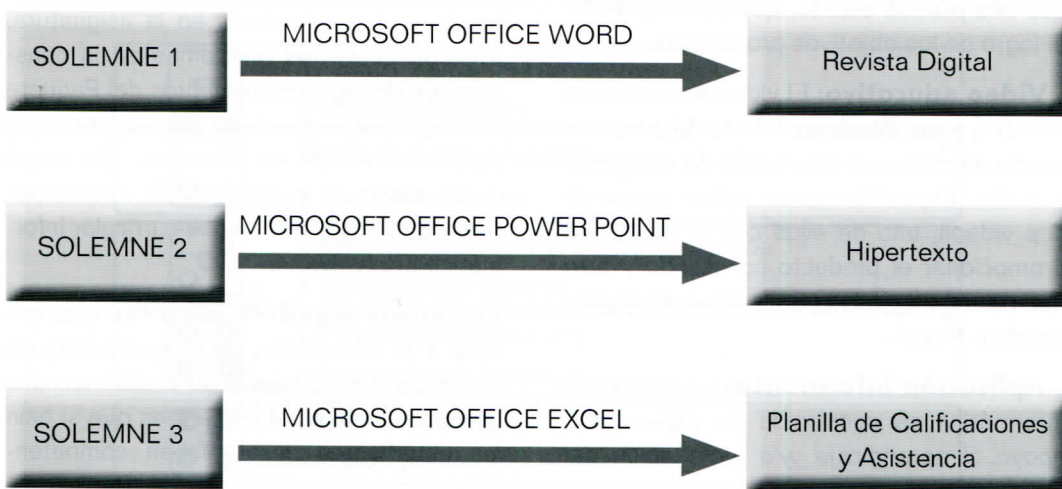 SOLEMNE 1
MICROSOFT OFFICE WORD
Revista Digital
SOLEMNE 2
MICROSOFT OFFICE POWER POINT
Hipertexto
SOLEMNE 3
MICROSOFT OFFICE EXCEL
Planilla de Calificaciones
y Asistencia